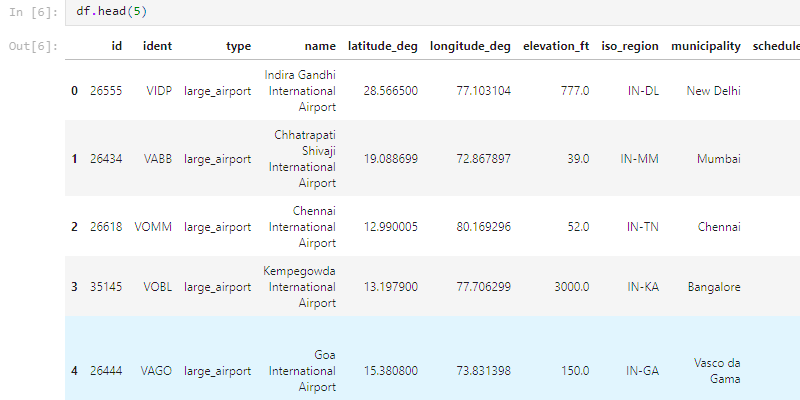 In [6]: df.head(5)
Out[6]:
id ident type name latitude_deg longitude_deg elevation_ft iso_region municipality schedule
0 26555 VIDP large_airport Indira Gandhi International Airport 28.566500 77.103104 777.0 IN-DL New Delhi
1 26434 VABB large_airport Chhatrapati Shivaji International Airport 19.088699 72.867897 39.0 IN-MM Mumbai
2 26618 VOMM large_airport Chennai International Airport 12.990005 80.169296 52.0 IN-TN Chennai
3 35145 VOBL large_airport Kempegowda International Airport 13.197900 77.706299 3000.0 IN-KA Bangalore
4 26444 VAGO large_airport Goa International Airport 15.380800 73.831398 150.0 IN-GA Vasco da Gama